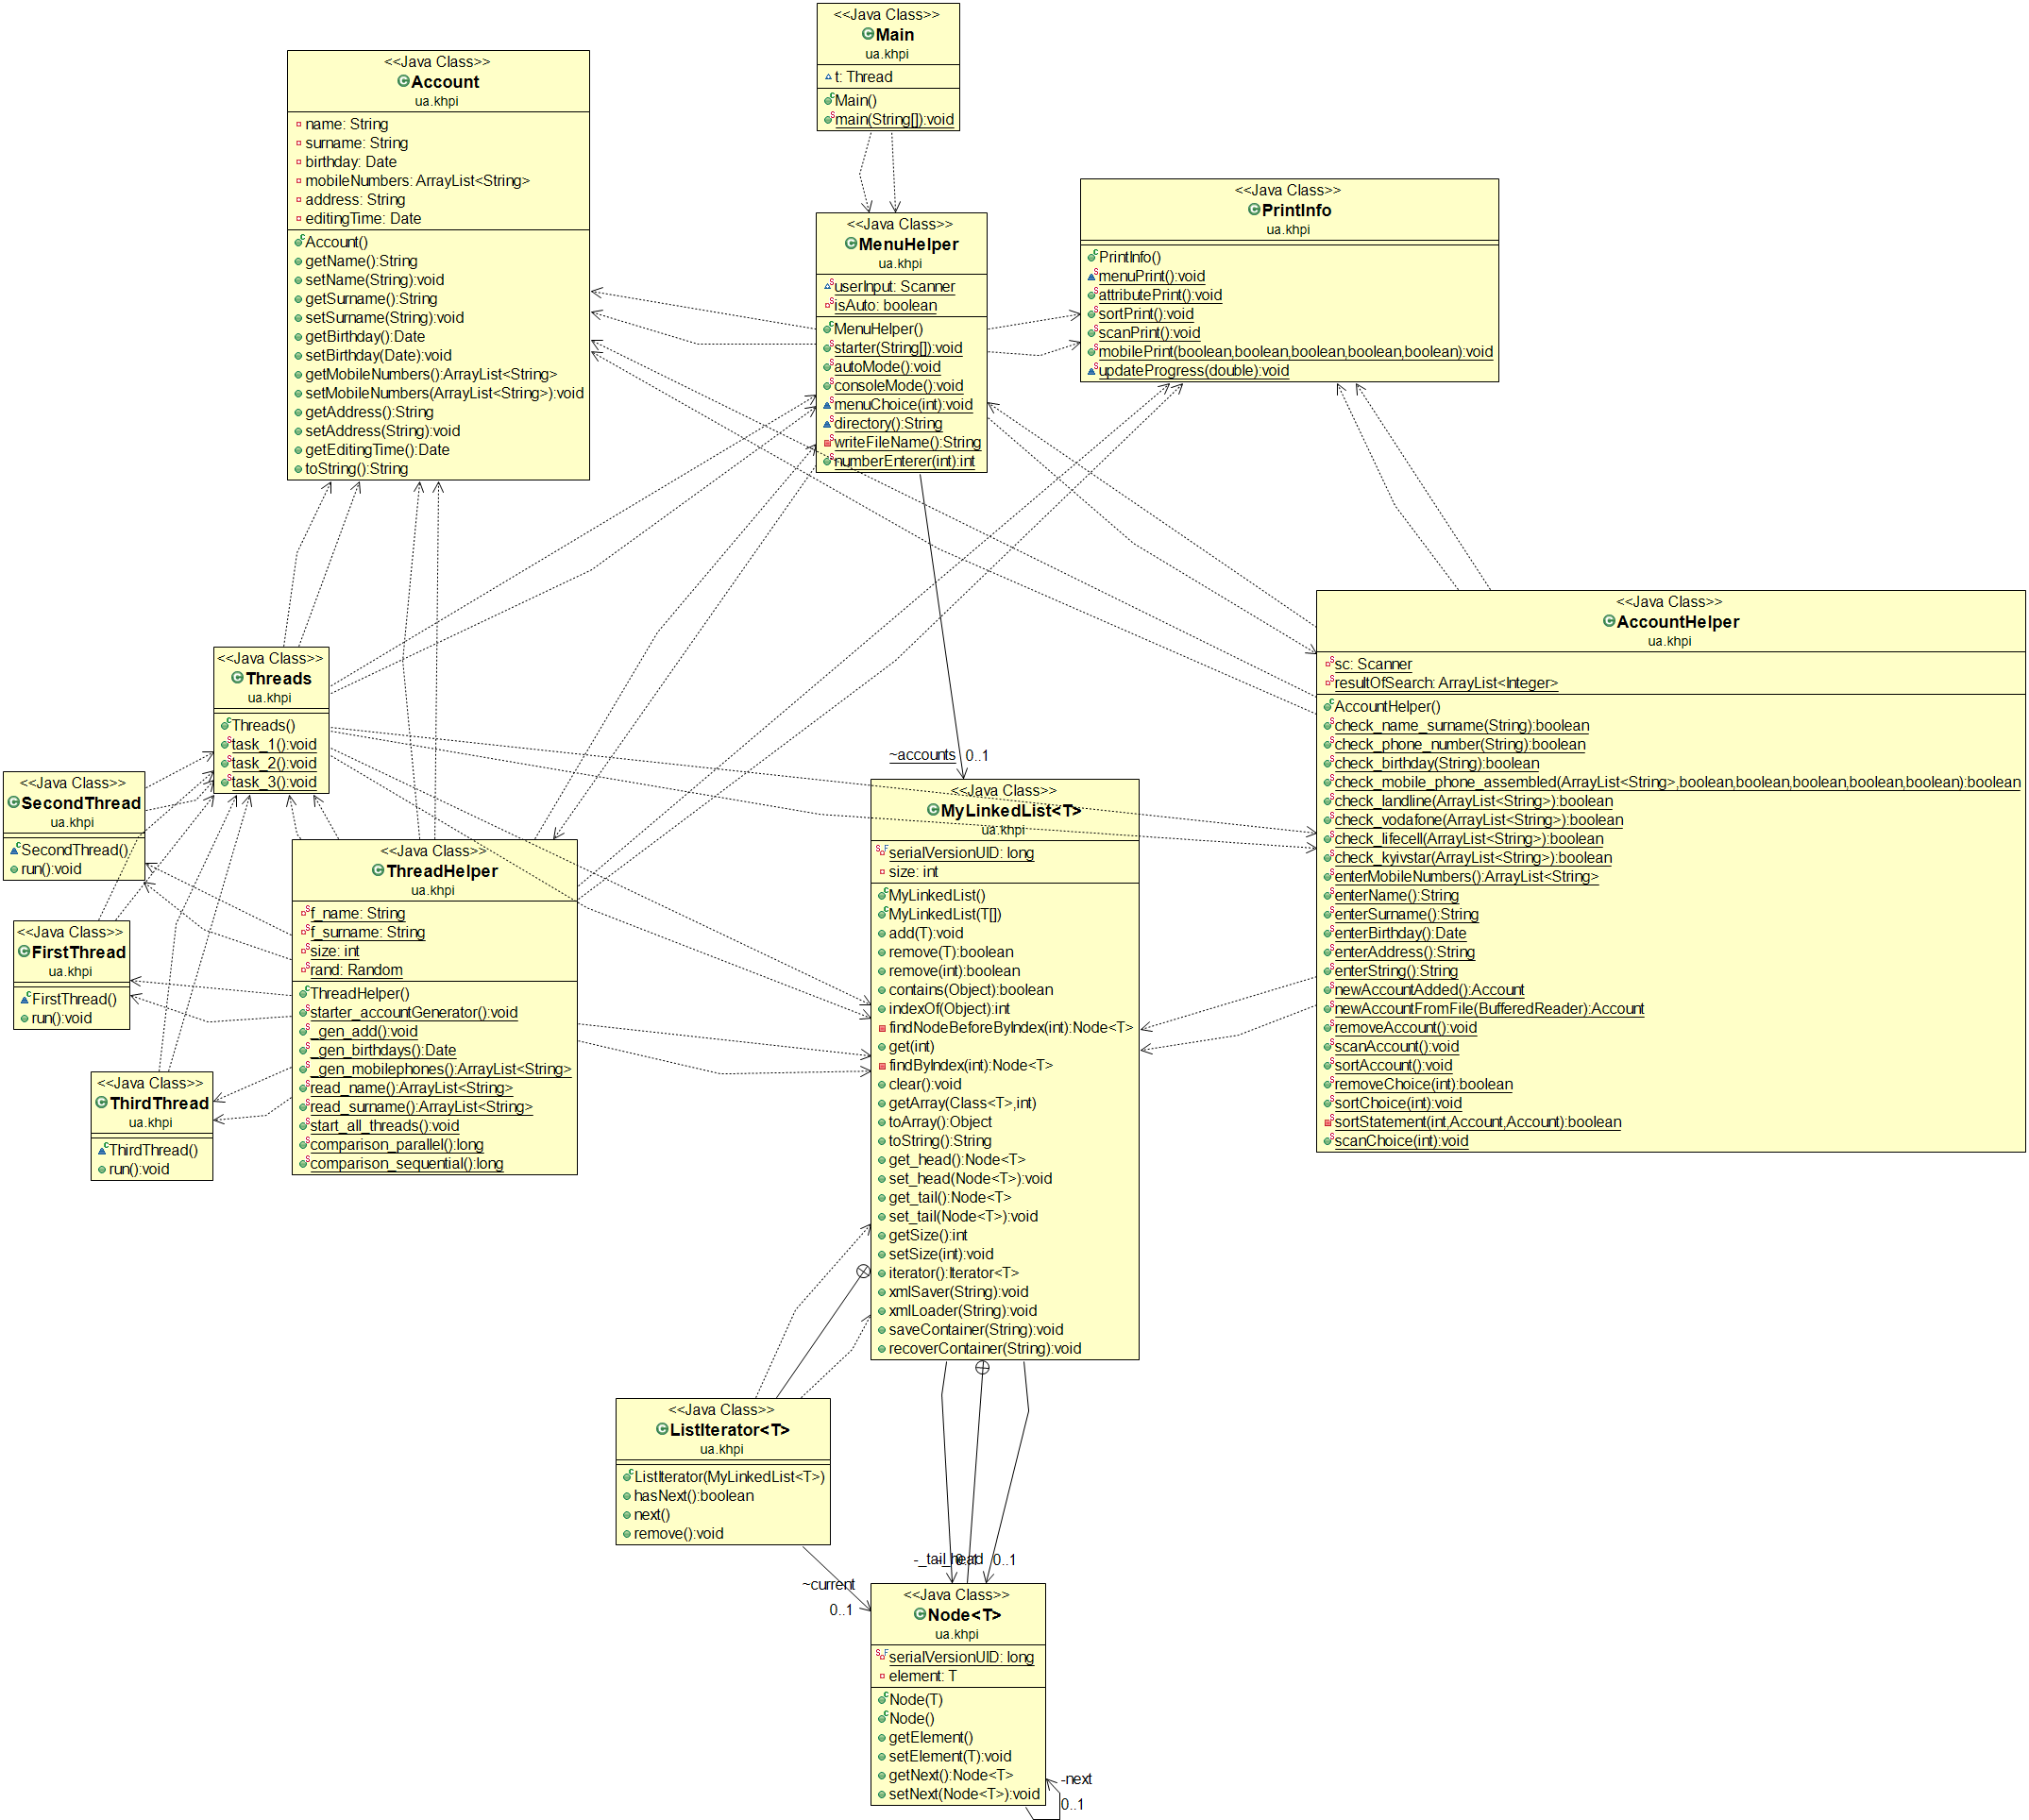 <<Java Class>>
Main
ua.khpi
t: Thread
Main()
main(String[]):void
<<Java Class>>
Account
ua.khpi
name: String
surname: String
birthday: Date
mobileNumbers: ArrayList<String>
address: String
editingTime: Date
Account()
getName():String
setName(String):void
getSurname():String
setSurname(String):void
getBirthday():Date
setBirthday(Date):void
getMobileNumbers():ArrayList<String>
setMobileNumbers(ArrayList<String>):void
getAddress():String
setAddress(String):void
getEditingTime():Date
toString():String
<<Java Class>>
MenuHelper
ua.khpi
userInput: Scanner
isAuto: boolean
MenuHelper()
starter(String[]):void
autoMode():void
consoleMode():void
menuChoice(int):void
directory():String
writeFileName():String
numberEnterer(int):int
<<Java Class>>
PrintInfo
ua.khpi
PrintInfo()
menuPrint():void
attributePrint():void
sortPrint():void
scanPrint():void
mobilePrint(boolean,boolean,boolean,boolean,boolean):void
updateProgress(double):void
<<Java Class>>
AccountHelper
ua.khpi
sc: Scanner
resultOfSearch: ArrayList<Integer>
AccountHelper()
check_name_surname(String):boolean
check_phone_number(String):boolean
check_birthday(String):boolean
check_mobile_phone_assembled(ArrayList<String>,boolean,boolean,boolean,boolean,boolean):boolean
check_landline(ArrayList<String>):boolean
check_vodafone(ArrayList<String>):boolean
check_lifecell(ArrayList<String>):boolean
check_kyivstar(ArrayList<String>):boolean
enterMobileNumbers():ArrayList<String>
enterName():String
enterSurname():String
enterBirthday():Date
enterAddress():String
enterString():String
newAccountAdded():Account
newAccountFromFile(BufferedReader):Account
removeAccount():void
scanAccount():void
sortAccount():void
removeChoice(int):boolean
sortChoice(int):void
sortStatement(int,Account,Account):boolean
scanChoice(int):void
<<Java Class>>
Threads
ua.khpi
Threads()
task_1():void
task_2():void
task_3():void
<<Java Class>>
SecondThread
ua.khpi
SecondThread()
run():void
<<Java Class>>
FirstThread
ua.khpi
FirstThread()
run():void
<<Java Class>>
ThirdThread
ua.khpi
ThirdThread()
run():void
<<Java Class>>
ThreadHelper
ua.khpi
f_name: String
f_surname: String
size: int
rand: Random
ThreadHelper()
starter_accountGenerator():void
_gen_add():void
_gen_birthdays():Date
_gen_mobilephones():ArrayList<String>
read_name():ArrayList<String>
read_surname():ArrayList<String>
start_all_threads():void
comparison_parallel():long
comparison_sequential():long
~accounts 0..1
<<Java Class>>
MyLinkedList<T>
ua.khpi
serialVersionUID: long
size: int
MyLinkedList()
MyLinkedList(T[])
add(T):void
remove(T):boolean
remove(int):boolean
contains(Object):boolean
indexOf(Object):int
findNodeBeforeByIndex(int):Node<T>
get(int)
findByIndex(int):Node<T>
clear():void
getArray(Class<T>,int)
toArray():Object
toString():String
get_head():Node<T>
set_head(Node<T>):void
get_tail():Node<T>
set_tail(Node<T>):void
getSize():int
setSize(int):void
iterator():Iterator<T>
xmlSaver(String):void
xmlLoader(String):void
saveContainer(String):void
recoverContainer(String):void
<<Java Class>>
ListIterator<T>
ua.khpi
ListIterator(MyLinkedList<T>)
hasNext():boolean
next()
remove():void
-_tail
_head
0..1
0..1
~current
0..1
<<Java Class>>
Node<T>
ua.khpi
serialVersionUID: long
element: T
Node(T)
Node()
getElement()
setElement(T):void
getNext():Node<T>
setNext(Node<T>):void
-next
0..1